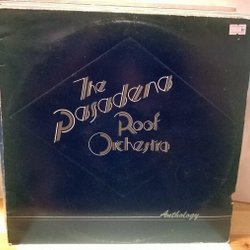 The
Pasadena
Roof
Orchestra
Anthology